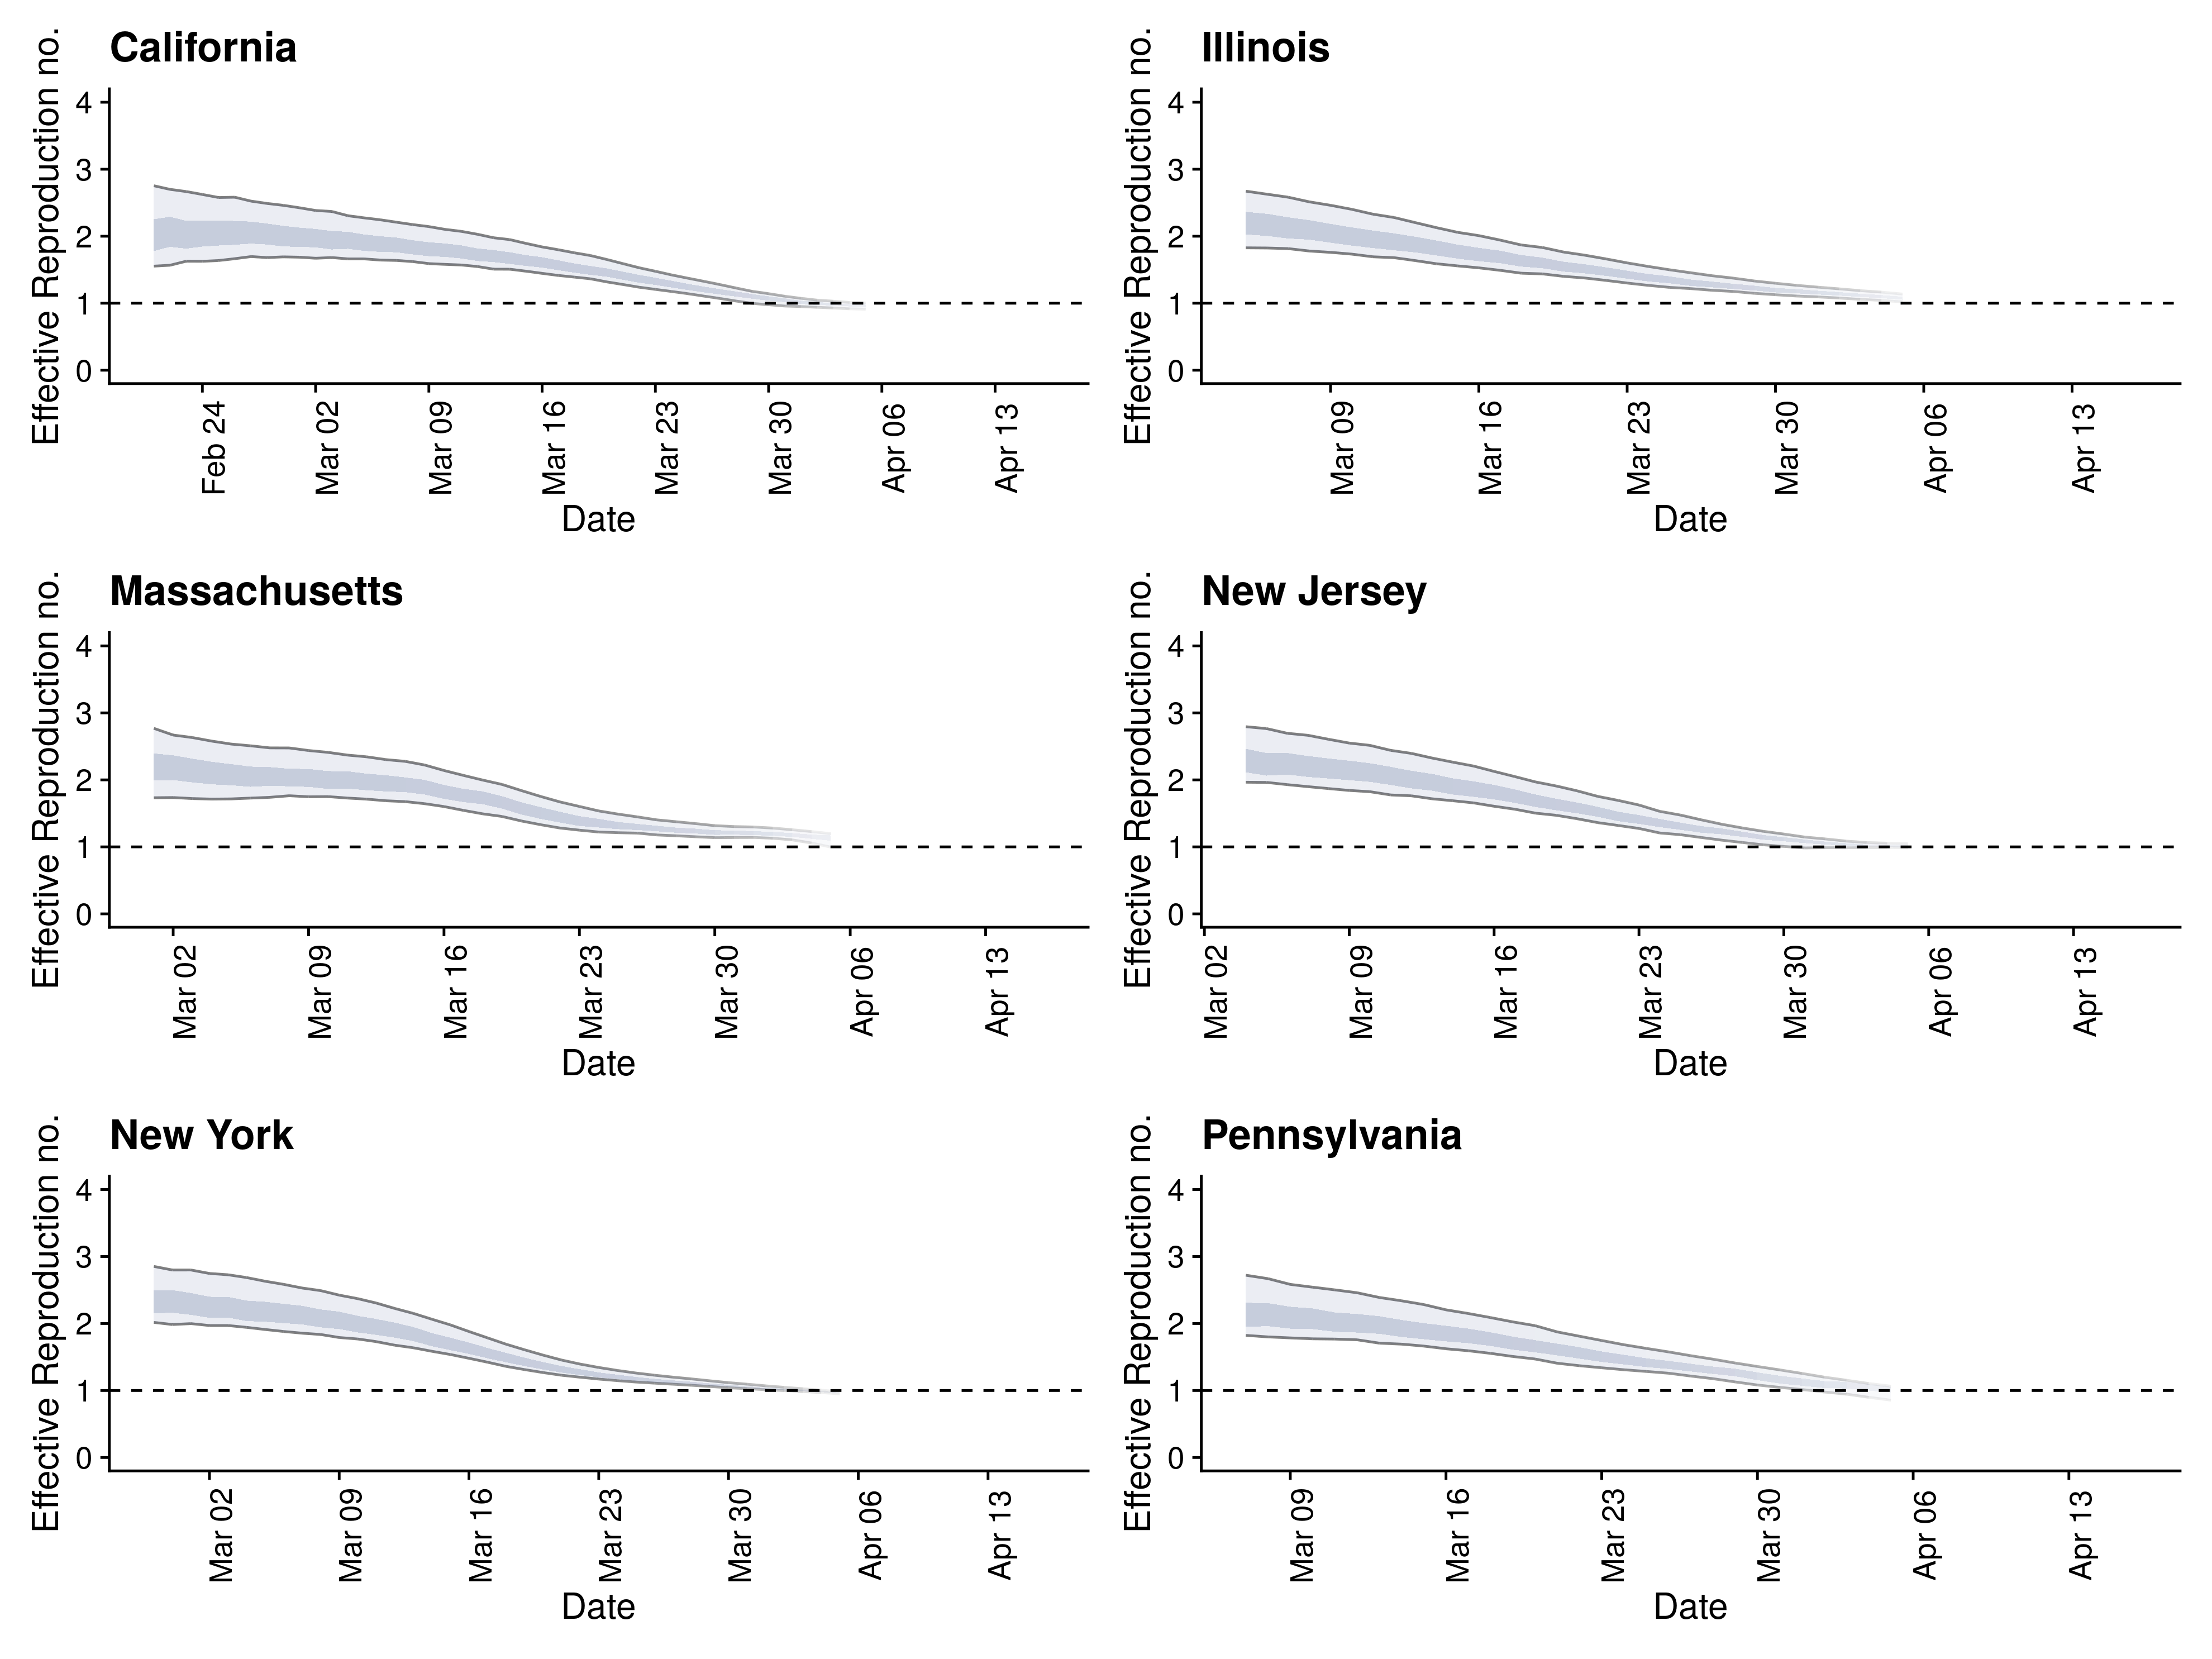 California
Effective Reproduction no.
4
3
2
1
0
Feb 24
Mar 02
Mar 09
Mar 16
Mar 23
Mar 30
Apr 06
Apr 13
Date
Illinois
Effective Reproduction no.
4
3
2
1
0
Mar 09
Mar 16
Mar 23
Mar 30
Apr 06
Apr 13
Date
Massachusetts
Effective Reproduction no.
4
3
2
1
0
Mar 02
Mar 09
Mar 16
Mar 23
Mar 30
Apr 06
Apr 13
Date
New Jersey
Effective Reproduction no.
4
3
2
1
0
Mar 02
Mar 09
Mar 16
Mar 23
Mar 30
Apr 06
Apr 13
Date
New York
Effective Reproduction no.
4
3
2
1
0
Mar 02
Mar 09
Mar 16
Mar 23
Mar 30
Apr 06
Apr 13
Date
Pennsylvania
Effective Reproduction no.
4
3
2
1
0
Mar 09
Mar 16
Mar 23
Mar 30
Apr 06
Apr 13
Date